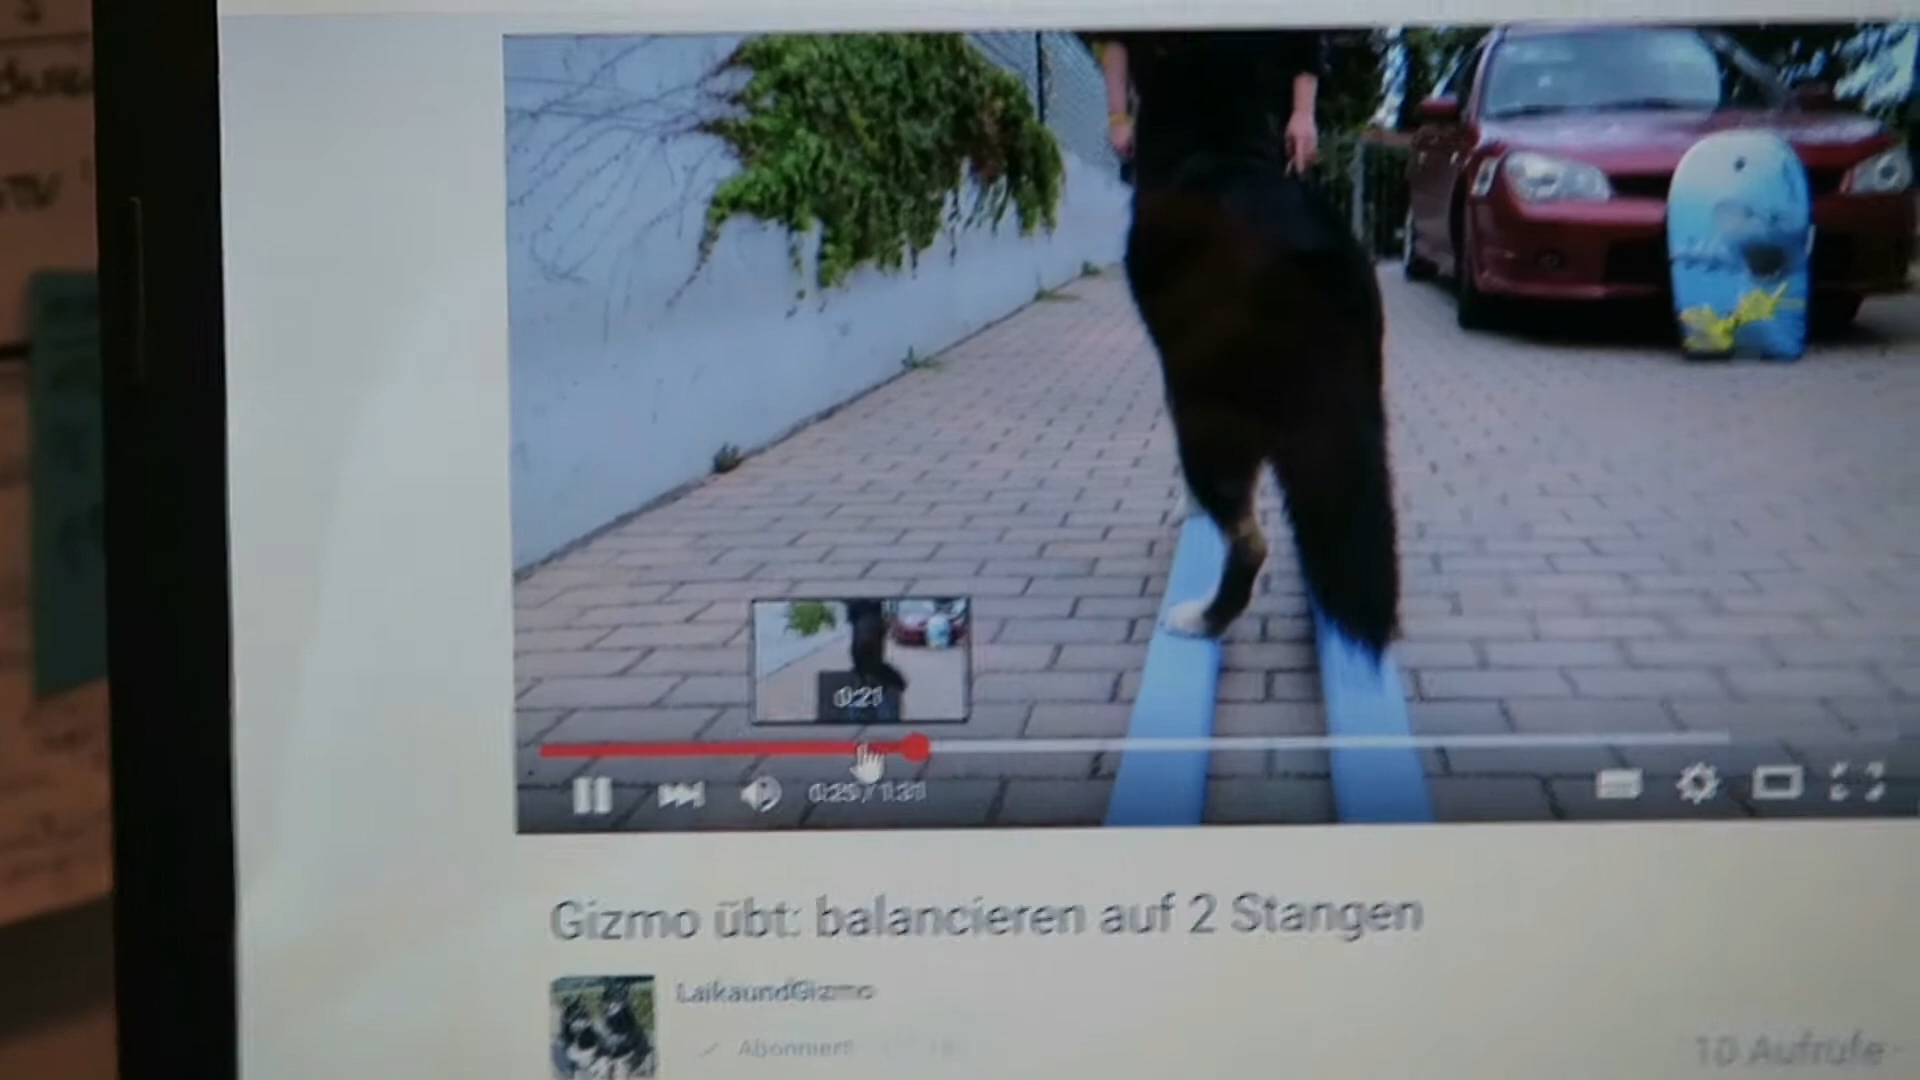 0:21
0:25 / 1:31
Gizmo übt: balancieren auf 2 Stangen
LaikaundGizmo
Abonniert
10 Aufrufe